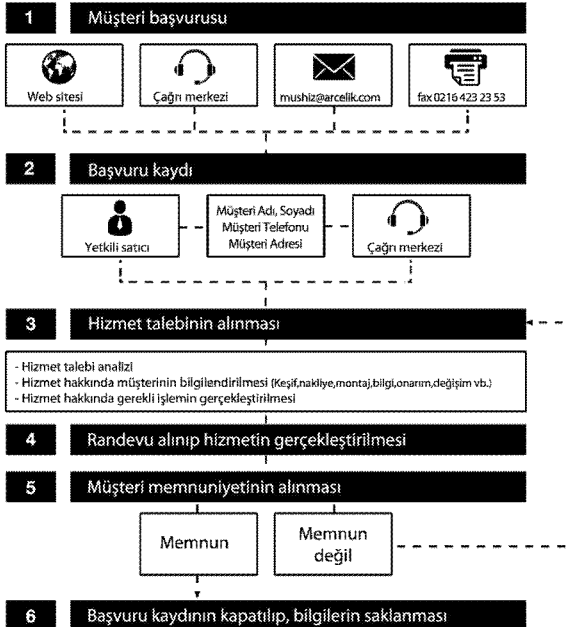 1 Müşteri başvurusu
Web sitesi
Çağrı merkezi
mushiz@arcelik.com
fax 0216 423 23 53
2 Başvuru kaydı
Yetkili satıcı
Müşteri Adı, Soyadı
Müşteri Telefonu
Müşteri Adresi
Çağrı merkezi
3 Hizmet talebinin alınması
- Hizmet talebi analizi
- Hizmet hakkında müşterinin bilgilendirilmesi (Keşif,nakliye,montaj,bilgi,onarım,değişim vb.)
- Hizmet hakkında gerekli işlemin gerçekleştirilmesi
4 Randevu alınıp hizmetin gerçekleştirilmesi
5 Müşteri memnuniyetinin alınması
Memnun
Memnun
değil
6 Başvuru kaydının kapatılıp, bilgilerin saklanması